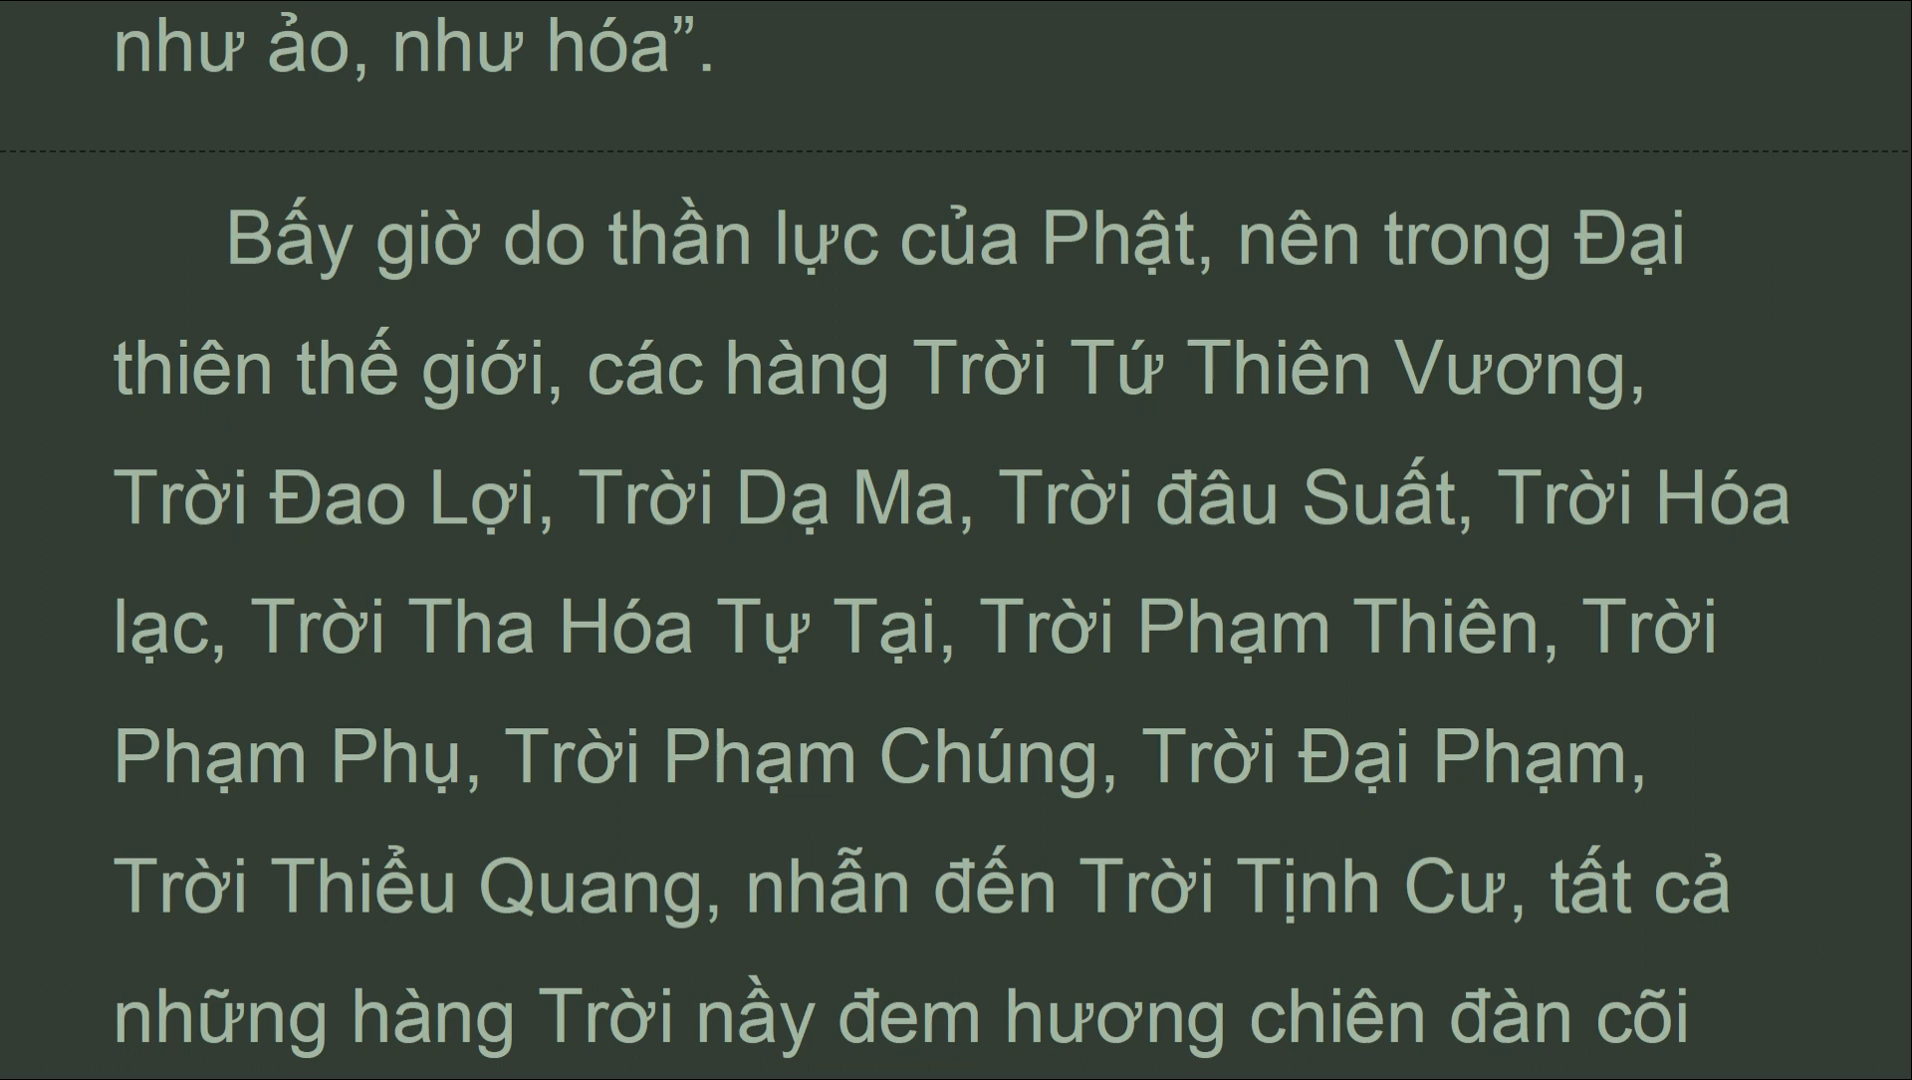 như ảo, như hóa”.
Bấy giờ do thần lực của Phật, nên trong Đại
thiên thế giới, các hàng Trời Tứ Thiên Vương,
Trời Đao Lợi, Trời Dạ Ma, Trời đâu Suất, Trời Hóa
lạc, Trời Tha Hóa Tự Tại, Trời Phạm Thiên, Trời
Phạm Phụ, Trời Phạm Chúng, Trời Đại Phạm,
Trời Thiểu Quang, nhẫn đến Trời Tịnh Cư, tất cả
những hàng Trời nầy đem hương chiên đàn cõi